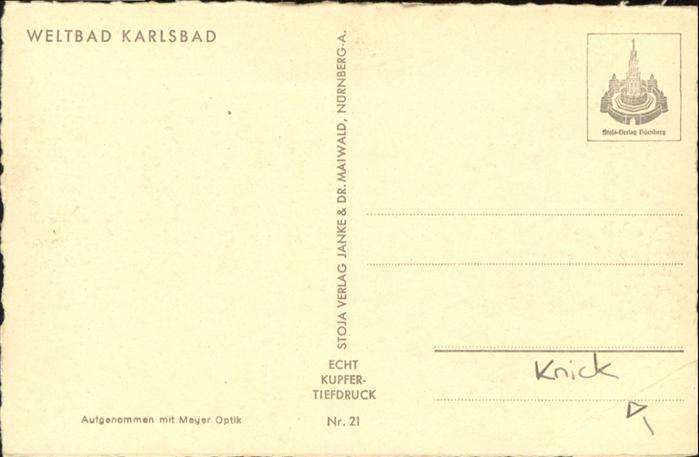 WELTBAD KARLSBAD
Stoja-Verlag Nürnberg
STOJA VERLAG JANKE & DR. MAIWALD, NÜRNBERG-A.
ECHT
KUPFER-
TIEFDRUCK
Nr. 21
Knick
Aufgenommen mit Meyer Optik